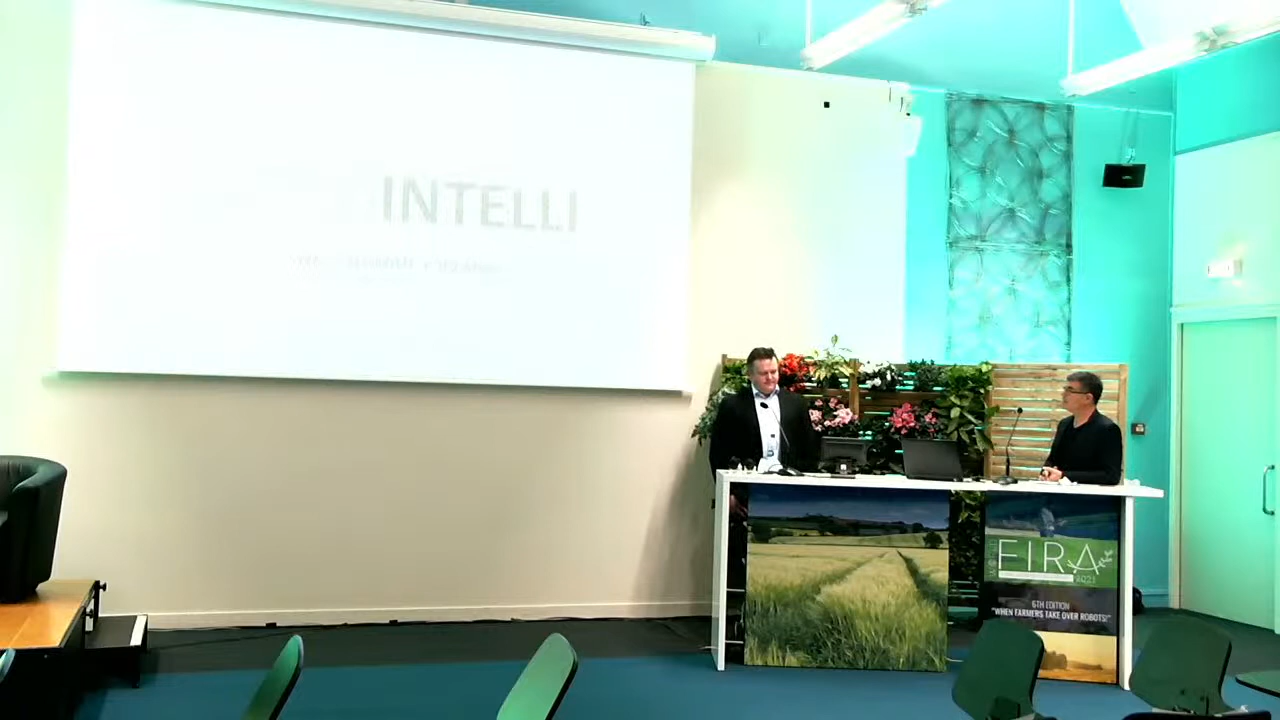 INTELLI
FIRA
2021
6TH EDITION
"WHEN FARMERS TAKE OVER ROBOTS!"